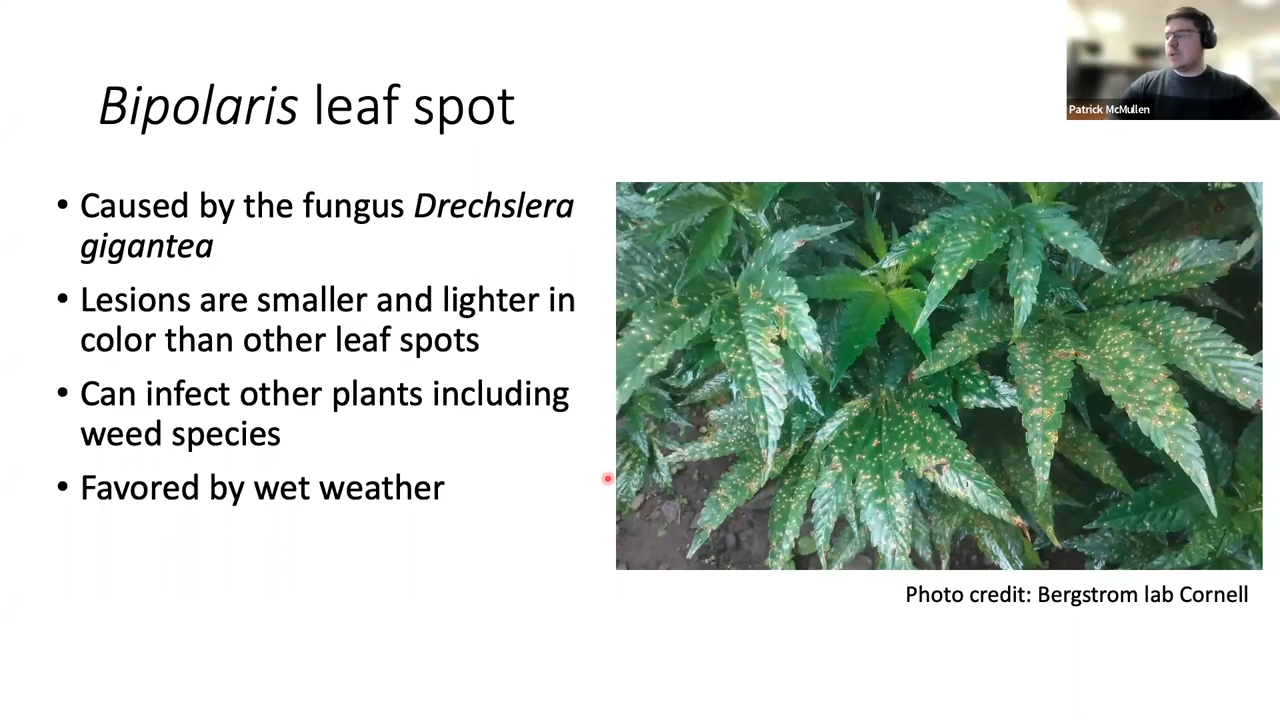 Patrick McMullen
Bipolaris leaf spot
• Caused by the fungus Drechslera
gigantea
• Lesions are smaller and lighter in
color than other leaf spots
• Can infect other plants including
weed species
• Favored by wet weather
Photo credit: Bergstrom lab Cornell